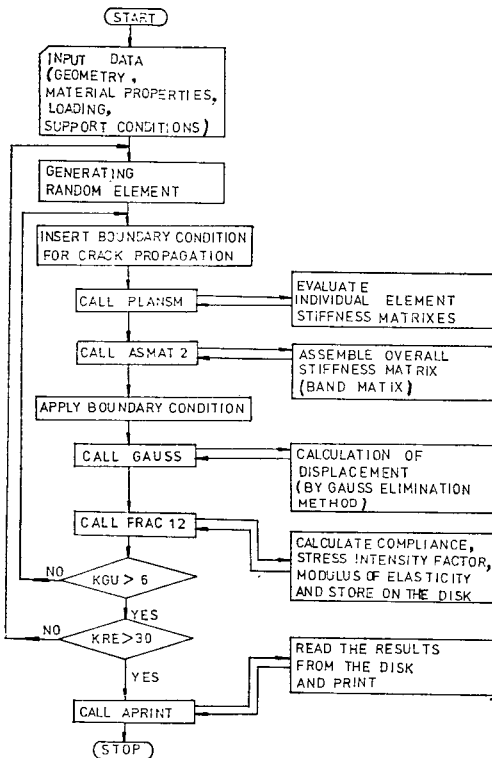 START
INPUT DATA
(GEOMETRY,
MATERIAL PROPERTIES,
LOADING,
SUPPORT CONDITIONS)
GENERATING
RANDOM ELEMENT
INSERT BOUNDARY CONDITION
FOR CRACK PROPAGATION
CALL PLANSM
EVALUATE
INDIVIDUAL ELEMENT
STIFFNESS MATRIXES
CALL ASMAT 2
ASSEMBLE OVERALL
STIFFNESS MATRIX
(BAND MATIX)
APPLY BOUNDARY CONDITION
CALL GAUSS
CALCULATION OF
DISPLACEMENT
(BY GAUSS ELIMINATION
METHOD)
CALL FRAC 12
CALCULATE COMPLIANCE,
STRESS INTENSITY FACTOR,
MODULUS OF ELASTICITY
AND STORE ON THE DISK
NO
KGU > 6
YES
NO
KRE > 30
YES
READ THE RESULTS
FROM THE DISK
AND PRINT
CALL APRINT
STOP